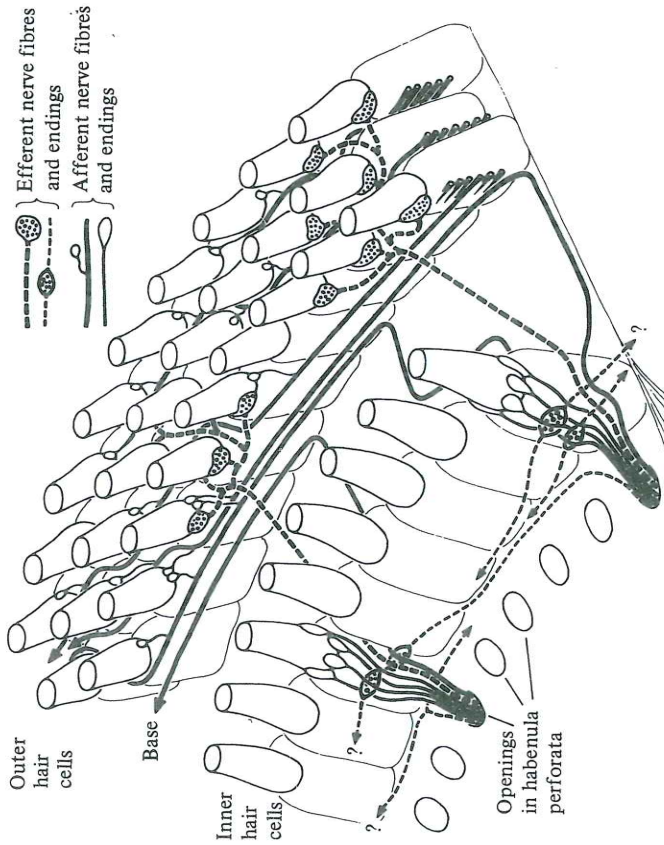 Efferent nerve fibres
and endings
Afferent nerve fibres
and endings
Outer
hair
cells
Base
Inner
hair
cells
?
?
?
Openings
in habenula
perforata